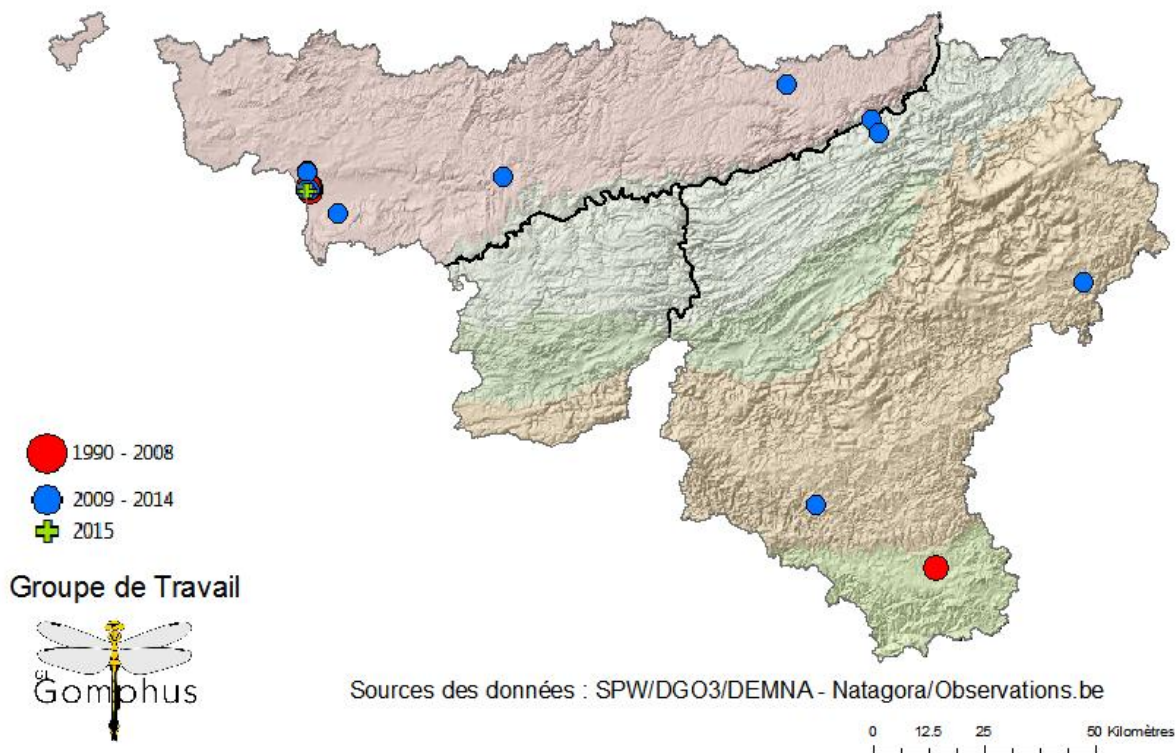 1990 - 2008
2009 - 2014
2015
Groupe de Travail
Gomphus
Sources des données : SPW/DGO3/DEMNA - Natagora/Observations.be
0 12.5 25 50 Kilomètres